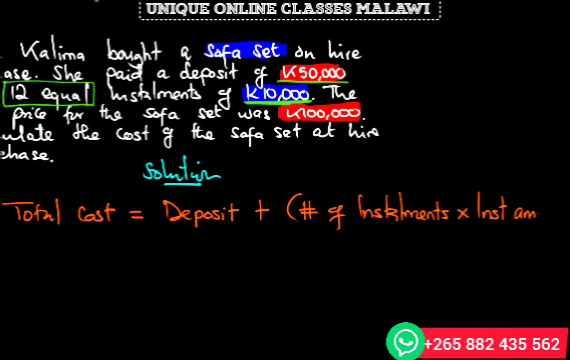 UNIQUE ONLINE CLASSES MALAWI
Kalima bought a sofa set on hire
ase. She paid a deposit of K50,000
12 equal Instalments of K10,000. The
price for the sofa set was K100,000.
ulate the cost of the sofa set at hire
chase.
Solution
Total Cost = Deposit + (# of Instalments × Inst am
+265 882 435 562